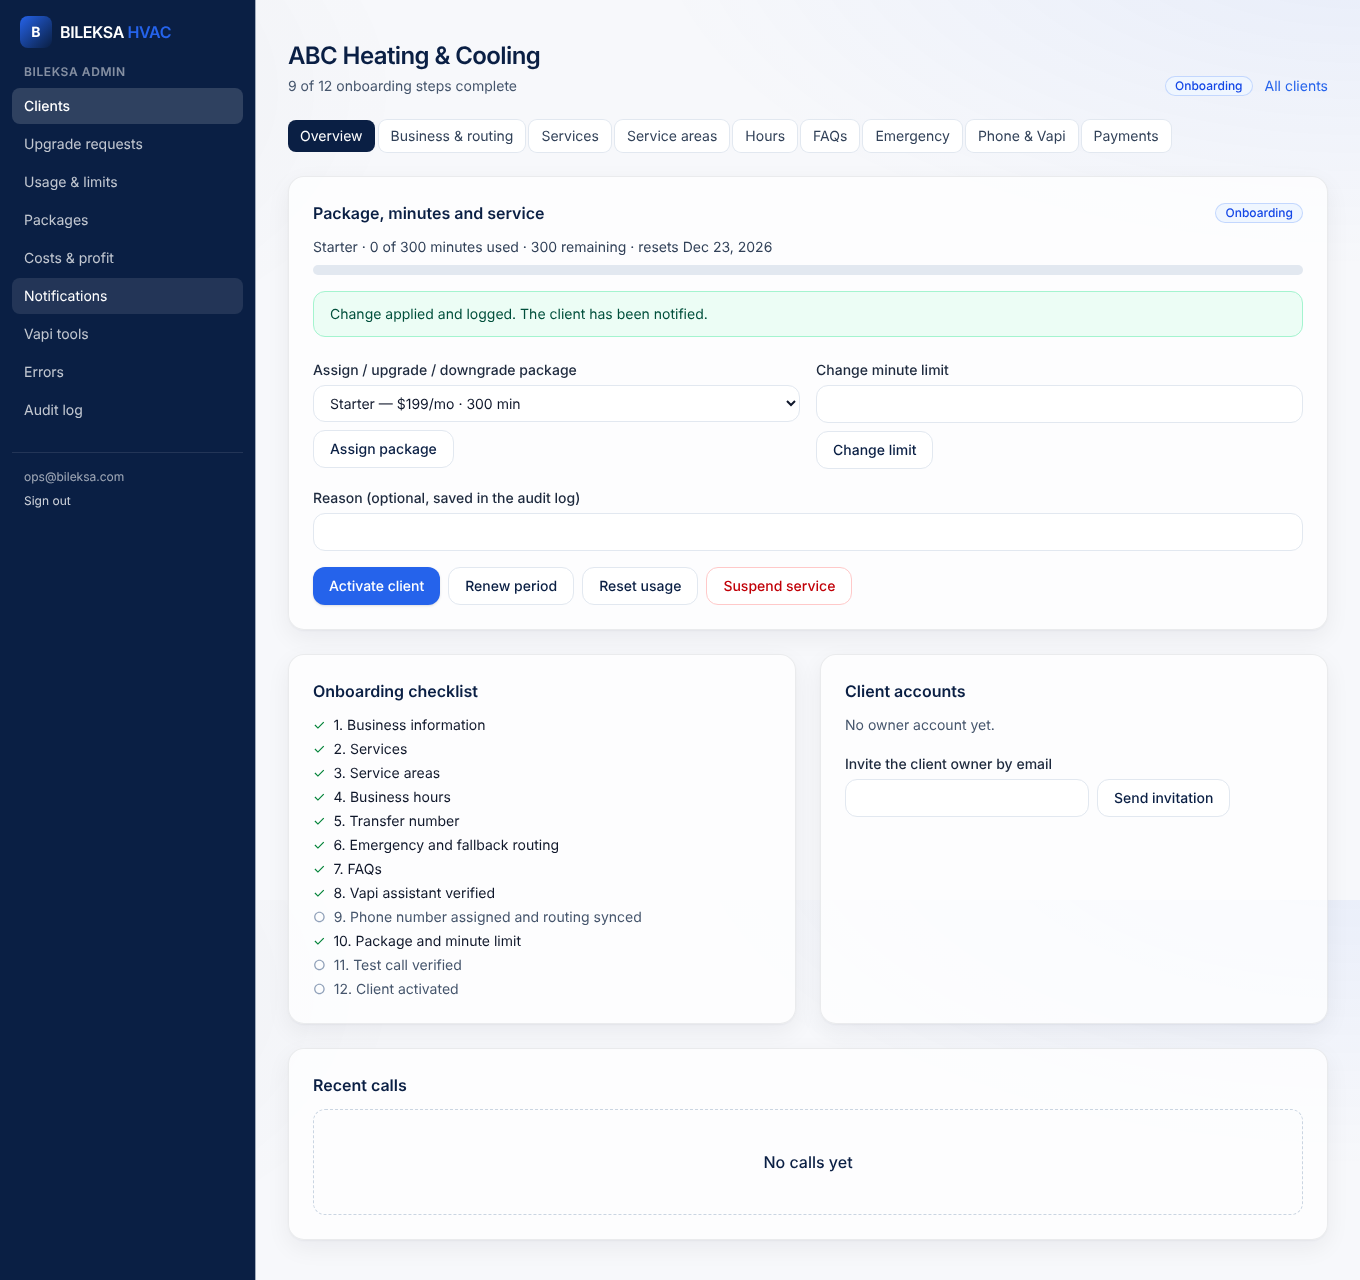 B BILEKSA HVAC
BILEKSA ADMIN
Clients
Upgrade requests
Usage & limits
Packages
Costs & profit
Notifications
Vapi tools
Errors
Audit log
ops@bileksa.com
Sign out
ABC Heating & Cooling
9 of 12 onboarding steps complete
Onboarding All clients
Overview Business & routing Services Service areas Hours FAQs Emergency Phone & Vapi Payments
Package, minutes and service
Onboarding
Starter · 0 of 300 minutes used · 300 remaining · resets Dec 23, 2026
Change applied and logged. The client has been notified.
Assign / upgrade / downgrade package
Starter — $199/mo · 300 min
Assign package
Change minute limit
Change limit
Reason (optional, saved in the audit log)
Activate client Renew period Reset usage Suspend service
Onboarding checklist
✓ 1. Business information
✓ 2. Services
✓ 3. Service areas
✓ 4. Business hours
✓ 5. Transfer number
✓ 6. Emergency and fallback routing
✓ 7. FAQs
✓ 8. Vapi assistant verified
○ 9. Phone number assigned and routing synced
✓ 10. Package and minute limit
○ 11. Test call verified
○ 12. Client activated
Client accounts
No owner account yet.
Invite the client owner by email
Send invitation
Recent calls
No calls yet